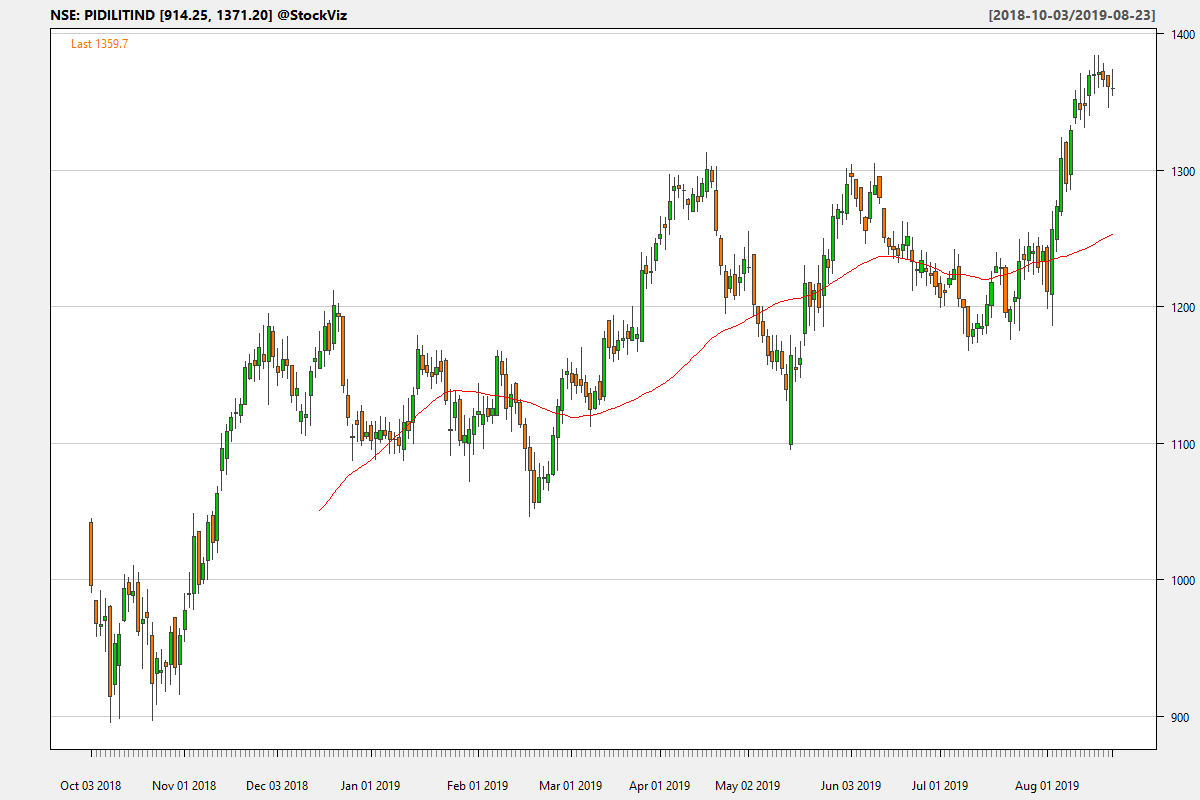 NSE: PIDILITIND [914.25, 1371.20] @StockViz
[2018-10-03/2019-08-23]
Last 1359.7
1400
1300
1200
1100
1000
900
Oct 03 2018 Nov 01 2018 Dec 03 2018 Jan 01 2019 Feb 01 2019 Mar 01 2019 Apr 01 2019 May 02 2019 Jun 03 2019 Jul 01 2019 Aug 01 2019